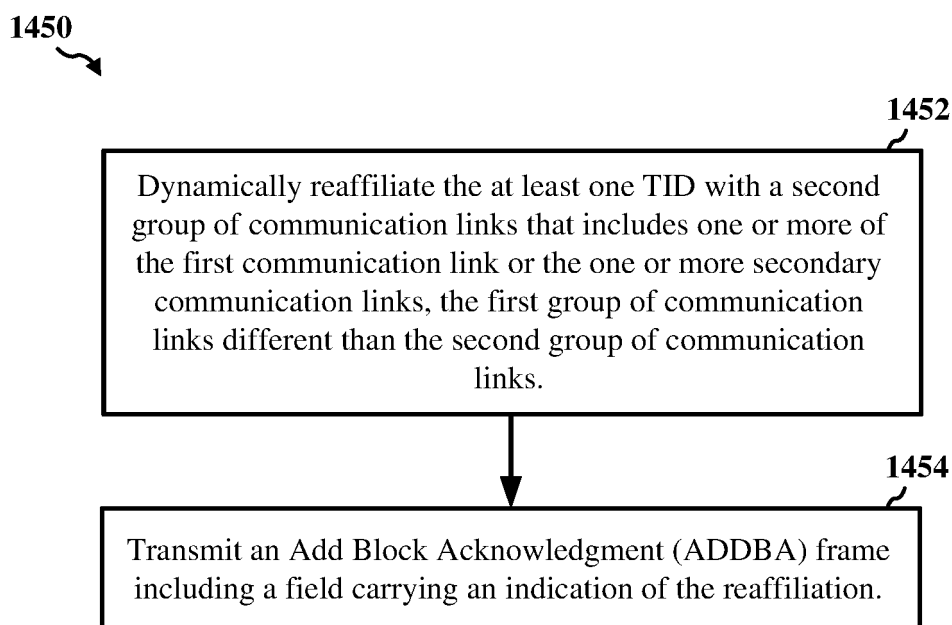 1450
1452
Dynamically reaffiliate the at least one TID with a second
group of communication links that includes one or more of
the first communication link or the one or more secondary
communication links, the first group of communication
links different than the second group of communication
links.
1454
Transmit an Add Block Acknowledgment (ADDBA) frame
including a field carrying an indication of the reaffiliation.